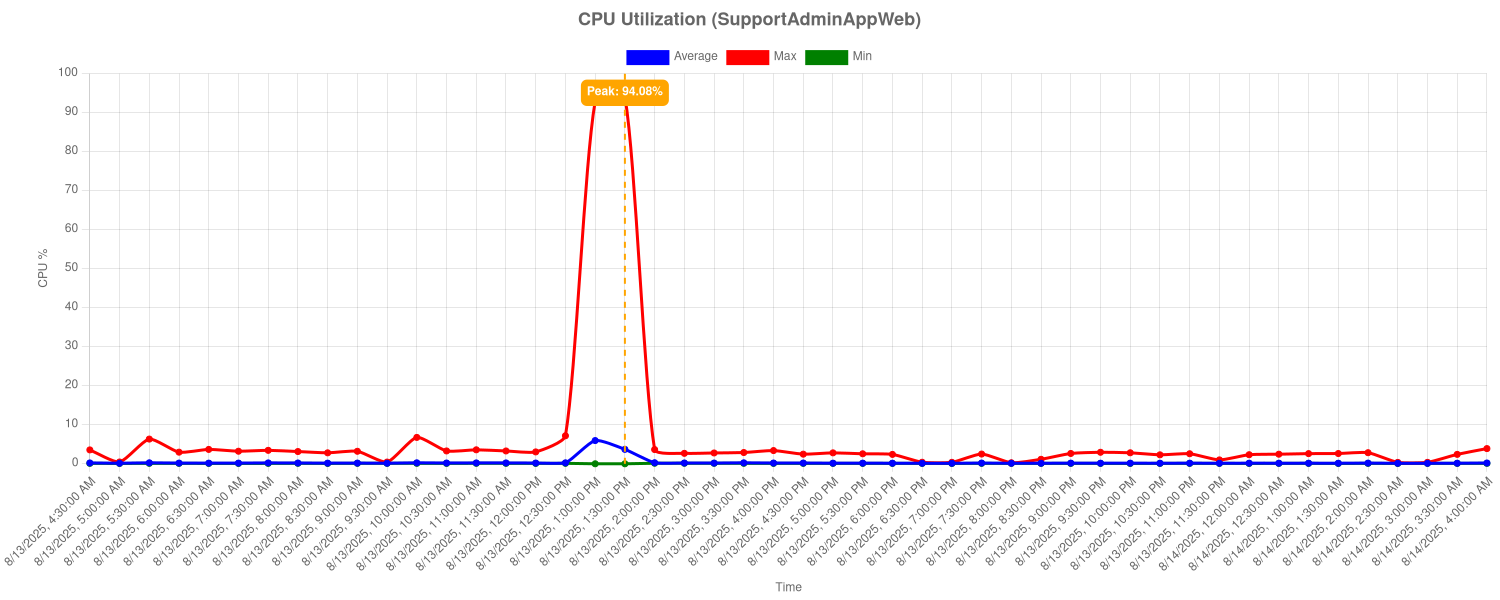 CPU Utilization (SupportAdminAppWeb)
Average Max Min
Peak: 94.08%
100
90
80
70
60
50
40
30
20
10
0
CPU %
8/13/2025, 4:30:00 AM
8/13/2025, 5:00:00 AM
8/13/2025, 5:30:00 AM
8/13/2025, 6:00:00 AM
8/13/2025, 6:30:00 AM
8/13/2025, 7:00:00 AM
8/13/2025, 7:30:00 AM
8/13/2025, 8:00:00 AM
8/13/2025, 8:30:00 AM
8/13/2025, 9:00:00 AM
8/13/2025, 9:30:00 AM
8/13/2025, 10:00:00 AM
8/13/2025, 10:30:00 AM
8/13/2025, 11:00:00 AM
8/13/2025, 11:30:00 AM
8/13/2025, 12:00:00 PM
8/13/2025, 12:30:00 PM
8/13/2025, 1:00:00 PM
8/13/2025, 1:30:00 PM
8/13/2025, 2:00:00 PM
8/13/2025, 2:30:00 PM
8/13/2025, 3:00:00 PM
8/13/2025, 3:30:00 PM
8/13/2025, 4:00:00 PM
8/13/2025, 4:30:00 PM
8/13/2025, 5:00:00 PM
8/13/2025, 5:30:00 PM
8/13/2025, 6:00:00 PM
8/13/2025, 6:30:00 PM
8/13/2025, 7:00:00 PM
8/13/2025, 7:30:00 PM
8/13/2025, 8:00:00 PM
8/13/2025, 8:30:00 PM
8/13/2025, 9:00:00 PM
8/13/2025, 9:30:00 PM
8/13/2025, 10:00:00 PM
8/13/2025, 10:30:00 PM
8/13/2025, 11:00:00 PM
8/13/2025, 11:30:00 PM
8/14/2025, 12:00:00 AM
8/14/2025, 12:30:00 AM
8/14/2025, 1:00:00 AM
8/14/2025, 1:30:00 AM
8/14/2025, 2:00:00 AM
8/14/2025, 2:30:00 AM
8/14/2025, 3:00:00 AM
8/14/2025, 3:30:00 AM
8/14/2025, 4:00:00 AM
Time